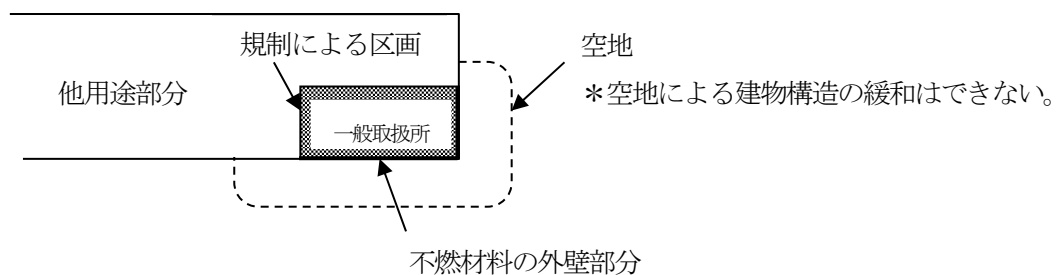 規制による区画
空地
他用途部分
＊空地による建物構造の緩和はできない。
一般取扱所
不燃材料の外壁部分